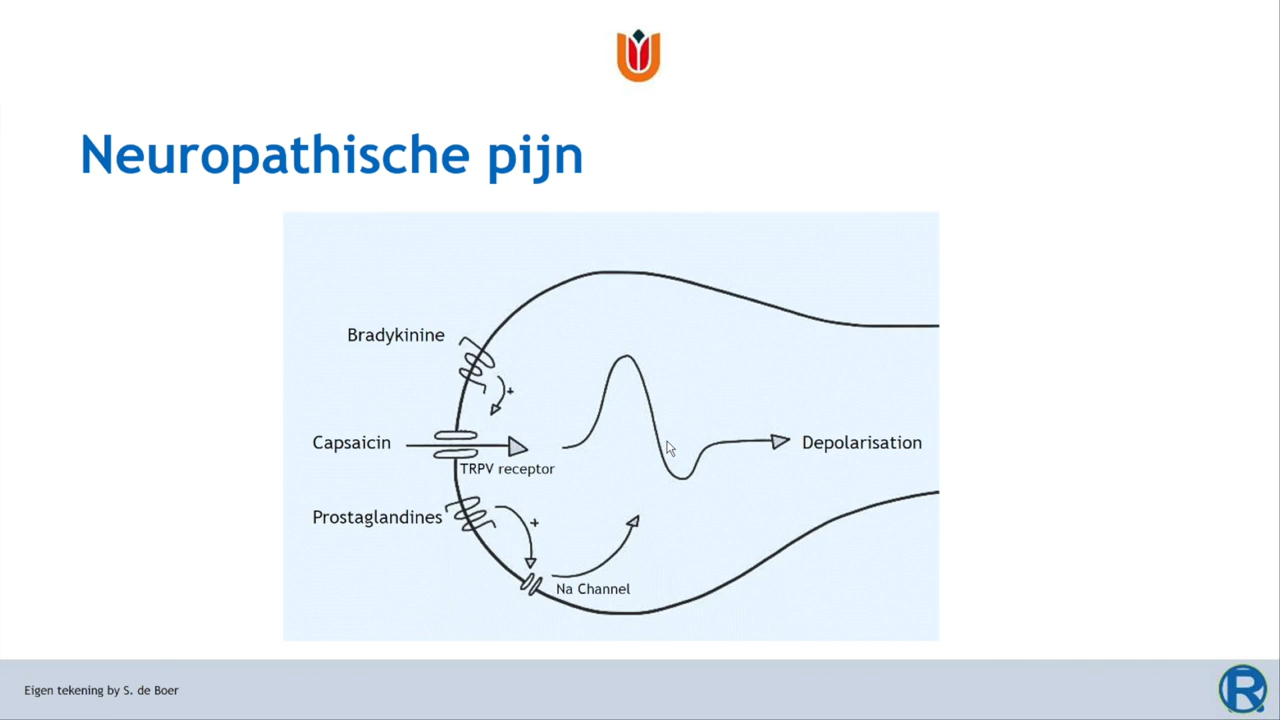 Neuropathische pijn
Bradykinine
+
Capsaicin
Depolarisation
TRPV receptor
Prostaglandines
+
Na Channel
Eigen tekening by S. de Boer
R